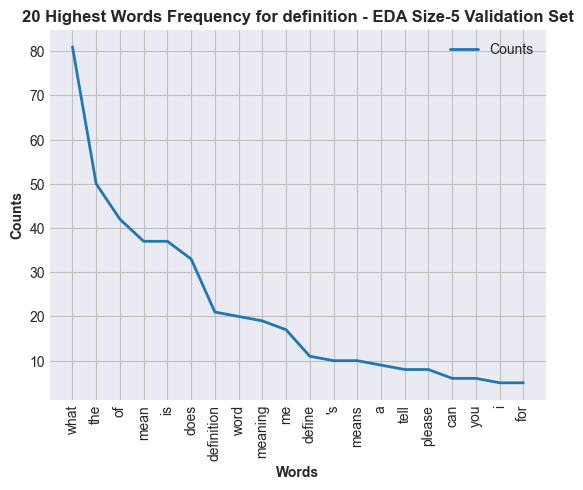 20 Highest Words Frequency for definition - EDA Size-5 Validation Set
Counts
80
70
60
50
40
30
20
10
Counts
what
the
of
mean
is
does
definition
word
meaning
me
define
's
means
a
tell
please
can
you
i
for
Words